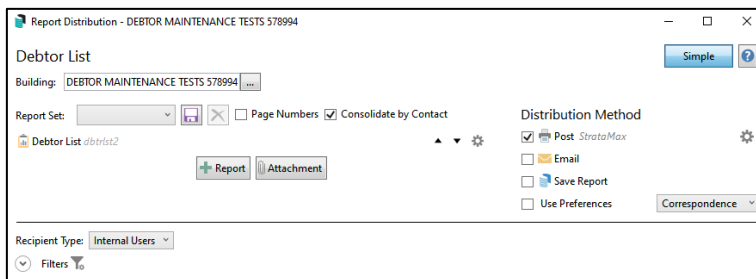 Report Distribution - DEBTOR MAINTENANCE TESTS 578994
Debtor List
Simple
?
Building: DEBTOR MAINTENANCE TESTS 578994 ...
Report Set:
Page Numbers
Consolidate by Contact
Distribution Method
Debtor List dbtrlst2
Post StrataMax
Report
Attachment
Email
Save Report
Use Preferences
Correspondence
Recipient Type: Internal Users
Filters